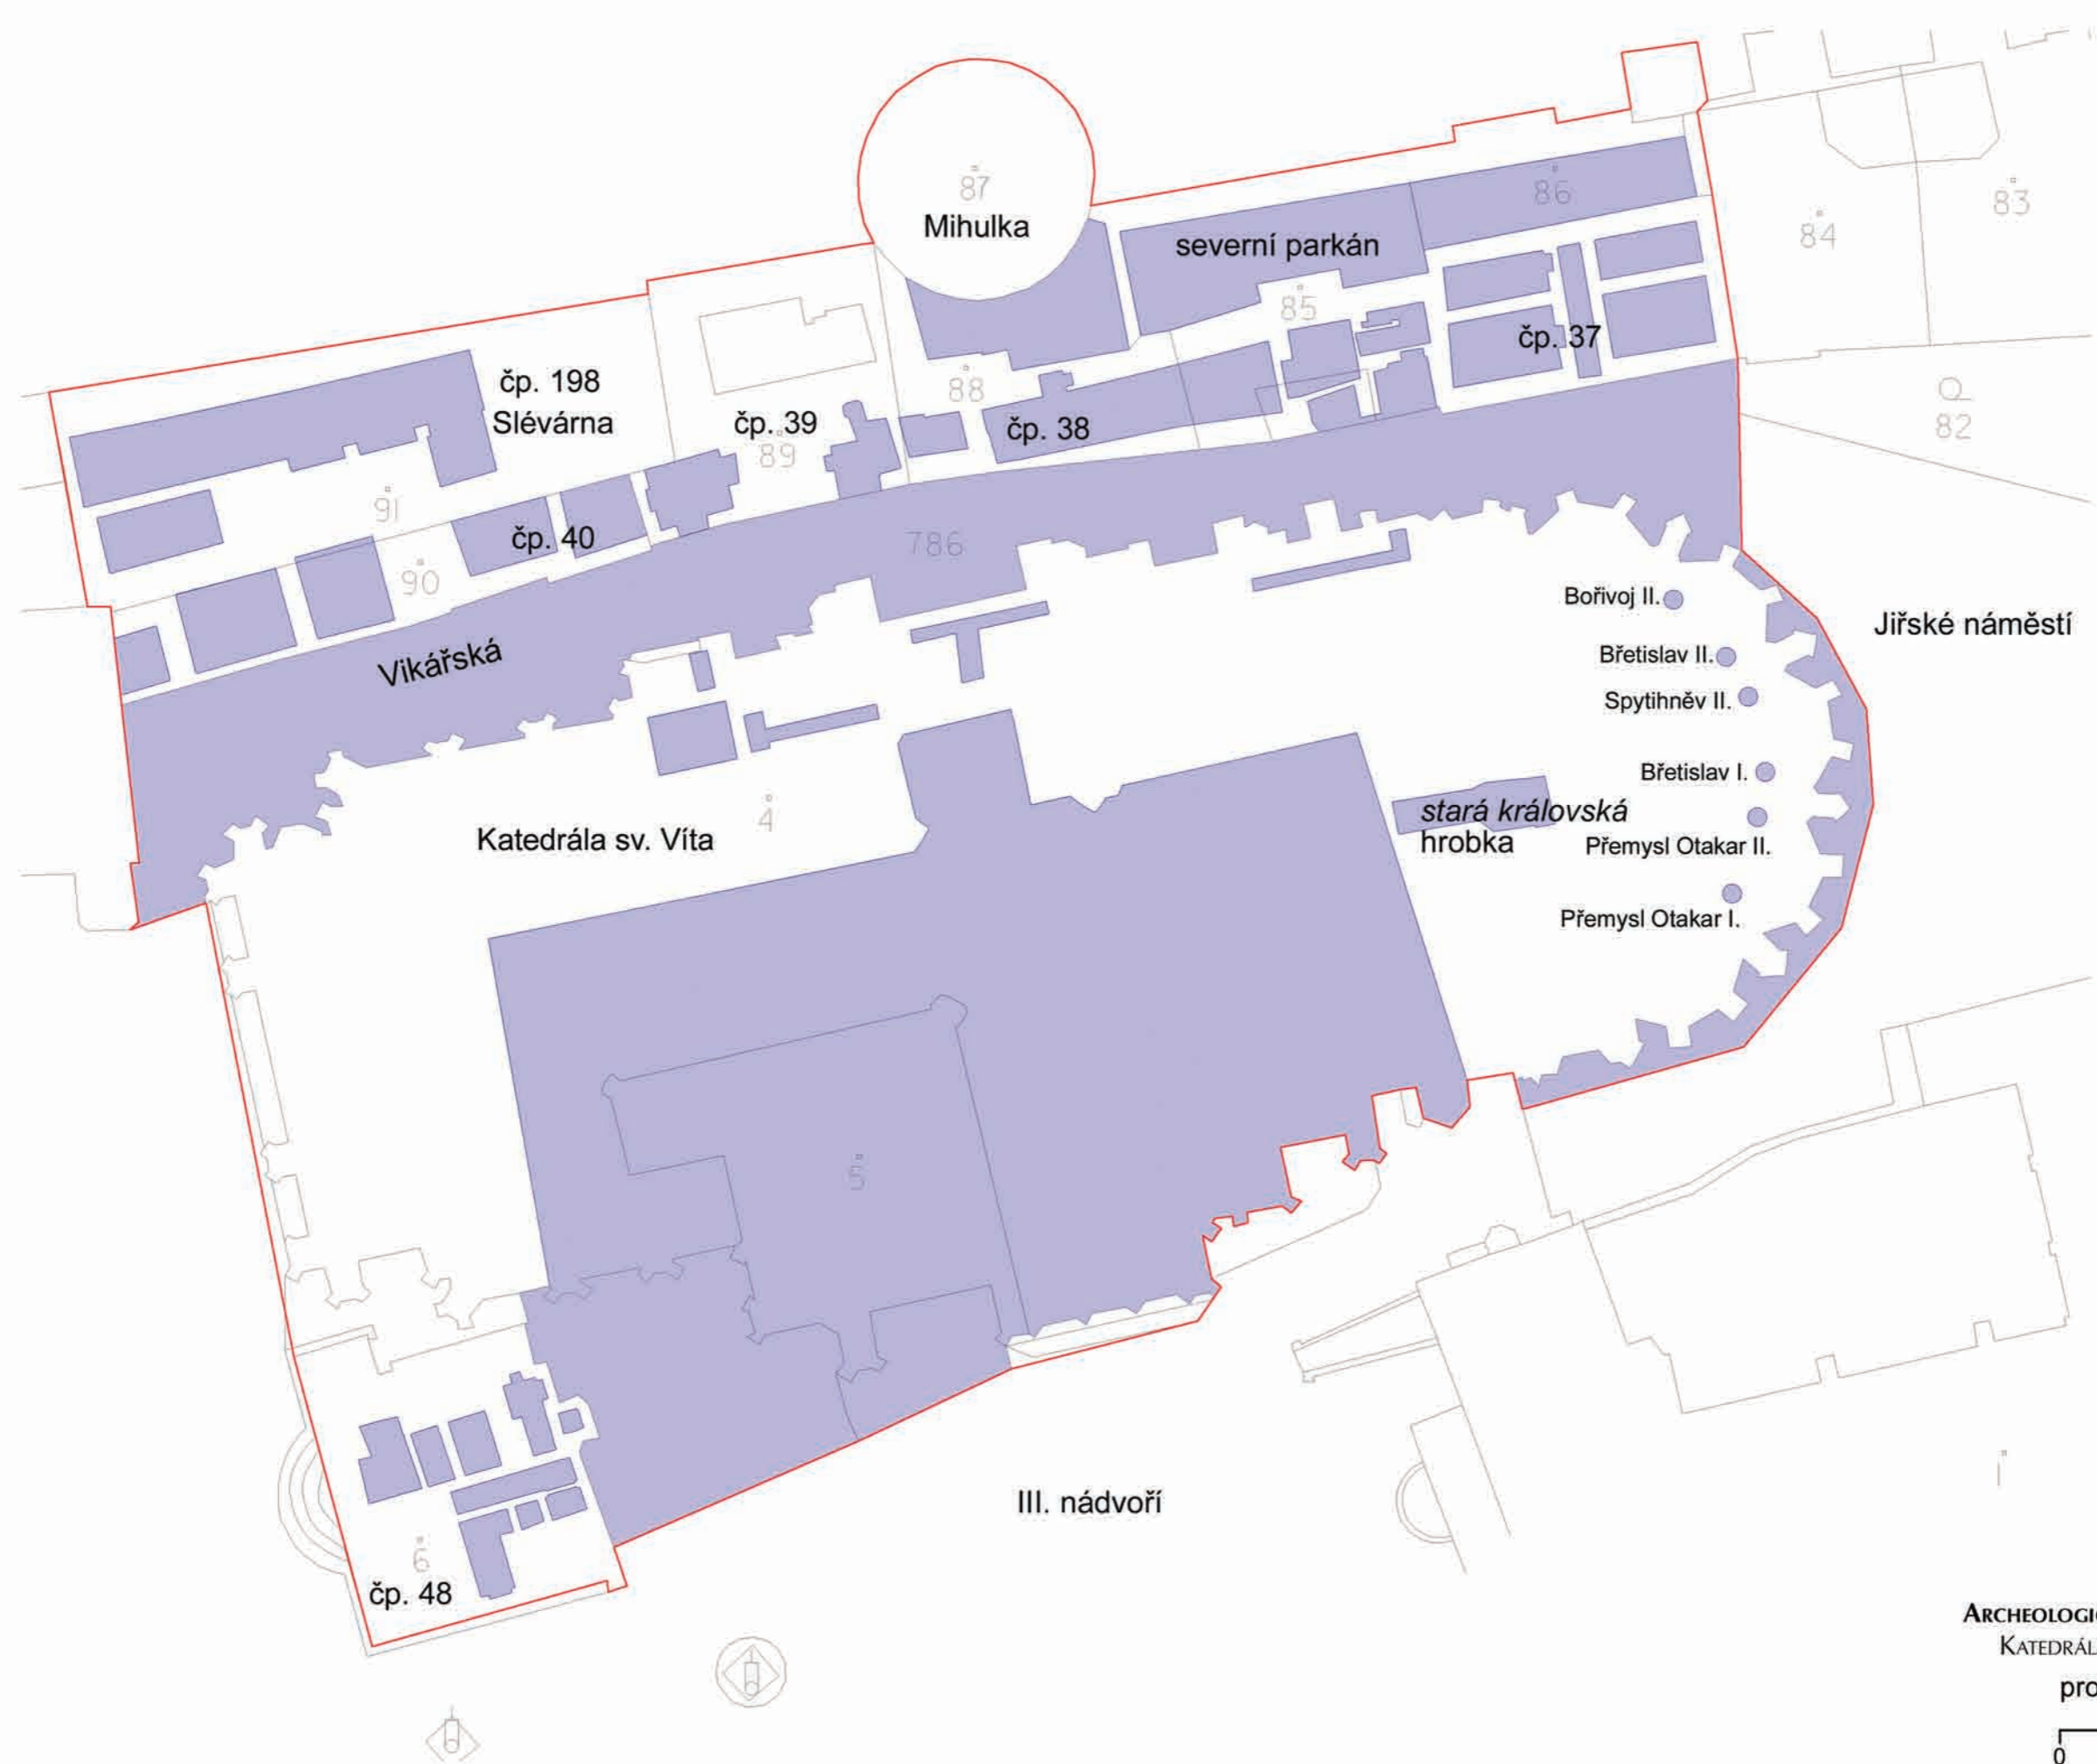 87
Mihulka
86
83
84
severní parkán
85
čp. 37
čp. 198
Slévárna
88
82
čp. 39
89
čp. 38
91
čp. 40
786
90
Bořivoj II.
Jiřské náměstí
Vikářská
Břetislav II.
Spytihněv II.
Břetislav I.
4
stará královská
hrobka
Katedrála sv. Víta
Přemysl Otakar II.
Přemysl Otakar I.
5
1
III. nádvoří
6
čp. 48
0